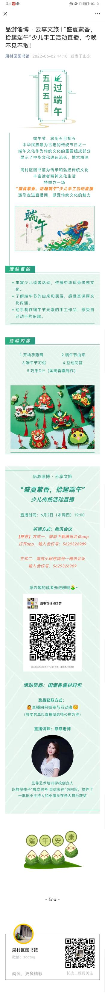 10:10
品游淄博 · 云享文旅 | “盛夏萦香，
拾趣端午”少儿手工活动直播，今晚
不见不散！
周村区图书馆 2022-06-02 14:10 发表于山东
五月五
过端午
端午节，农历五月初五
中华民族最为古老的传统节日之一
端午文化作为传统文化的重要组成部分
显示了中华文化源远流长，博大精深
周村区图书馆为传承和弘扬传统文化
丰富读者精神文化生活
特举办一场
“盛夏萦香，拾趣端午”少儿手工活动直播
邀您走进直播间，感受传统文化的魅力
端午
活动目的
• 丰富少儿读者活动，传播中华优秀传统文
化。
• 了解端午节的由来和民俗，感受其深厚文
化内涵。
• 动手制作端午节元素的手工作品，感受自
己动手的乐趣。
活动内容
1.开场手势舞 2.端午节由来
3.端午节习俗 4.互动问答
5.巧手DIY（国潮香囊制作）
品游淄博 · 云享文旅
“盛夏萦香，拾趣端午”
少儿传统活动直播
直播时间：6月2日（本周四）19:00
听课方式：腾讯会议
【推荐】方式一、提前下载腾讯会议app
打开app，输入会议号：5629326989
方式二、微信小程序找到--腾讯会议
输入会议号：5629326989
感兴趣的读者先进群哦~
图书馆活动2群
该二维码7天内(6月7日前)有效，重新进入将更新
活动奖品：国潮香囊材料包
奖品获取方式：
直播间积极参与互动者
（获奖名单以直播间老师公布为准）
直播讲师：菲菲老师
艺菲艺术培训学校创办人
以教授孩子“独立思考 自信表达”为宗旨，培养了
一批批小主持人和小演员在各大舞台获奖
端午安康
- End -
周村区图书馆
微信：zcqtsg
阅读，更多精彩
长按二维码关注